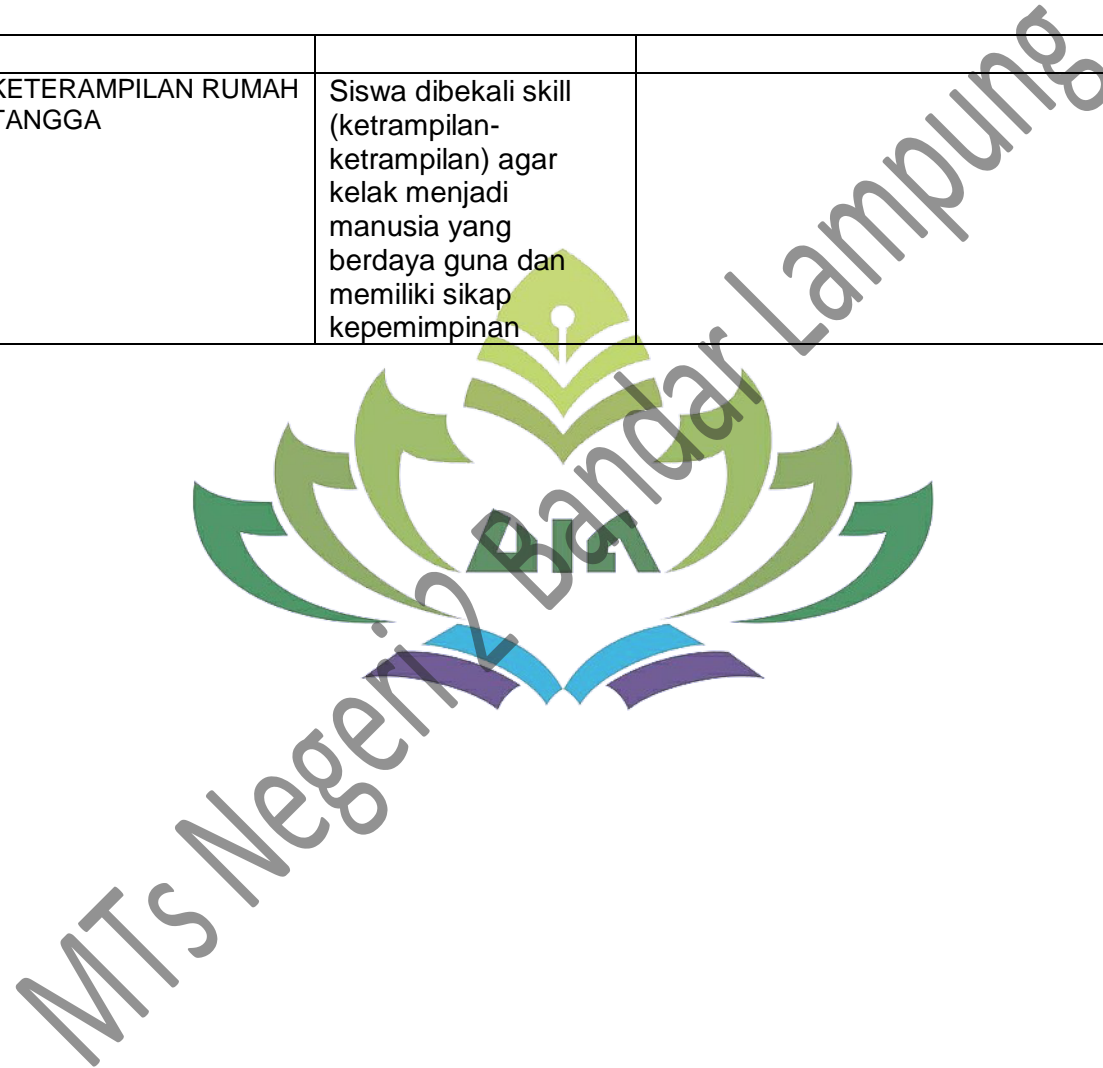 KETERAMPILAN RUMAH
TANGGA
Siswa dibekali skill
(ketrampilan-
ketrampilan) agar
kelak menjadi
manusia yang
berdaya guna dan
memiliki sikap
kepemimpinan
MTs Negeri 2 Bandar Lampung